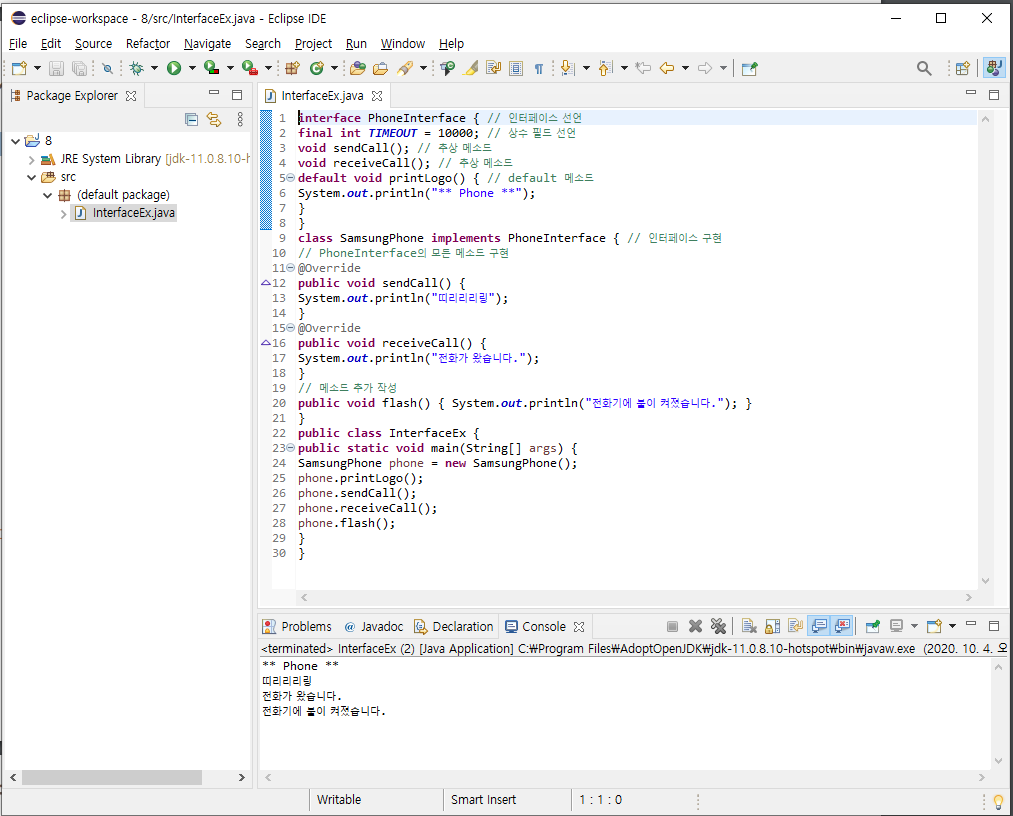 eclipse-workspace - 8/src/InterfaceEx.java - Eclipse IDE
File Edit Source Refactor Navigate Search Project Run Window Help
Package Explorer
8
JRE System Library [jdk-11.0.8.10-h
src
(default package)
InterfaceEx.java
InterfaceEx.java
1 interface PhoneInterface { // 인터페이스 선언
2 final int TIMEOUT = 10000; // 상수 필드 선언
3 void sendCall(); // 추상 메소드
4 void receiveCall(); // 추상 메소드
5 default void printLogo() { // default 메소드
6 System.out.println("** Phone **");
7 }
8 }
9 class SamsungPhone implements PhoneInterface { // 인터페이스 구현
10 // PhoneInterface의 모든 메소드 구현
11 @Override
12 public void sendCall() {
13 System.out.println("띠리리리링");
14 }
15 @Override
16 public void receiveCall() {
17 System.out.println("전화가 왔습니다.");
18 }
19 // 메소드 추가 작성
20 public void flash() { System.out.println("전화기에 불이 켜졌습니다."); }
21 }
22 public class InterfaceEx {
23 public static void main(String[] args) {
24 SamsungPhone phone = new SamsungPhone();
25 phone.printLogo();
26 phone.sendCall();
27 phone.receiveCall();
28 phone.flash();
29 }
30 }
Problems @ Javadoc Declaration Console
<terminated> InterfaceEx (2) [Java Application] C:₩Program Files₩AdoptOpenJDK₩jdk-11.0.8.10-hotspot₩bin₩javaw.exe (2020. 10. 4. 오
** Phone **
띠리리리링
전화가 왔습니다.
전화기에 불이 켜졌습니다.
Writable Smart Insert 1 : 1 : 0